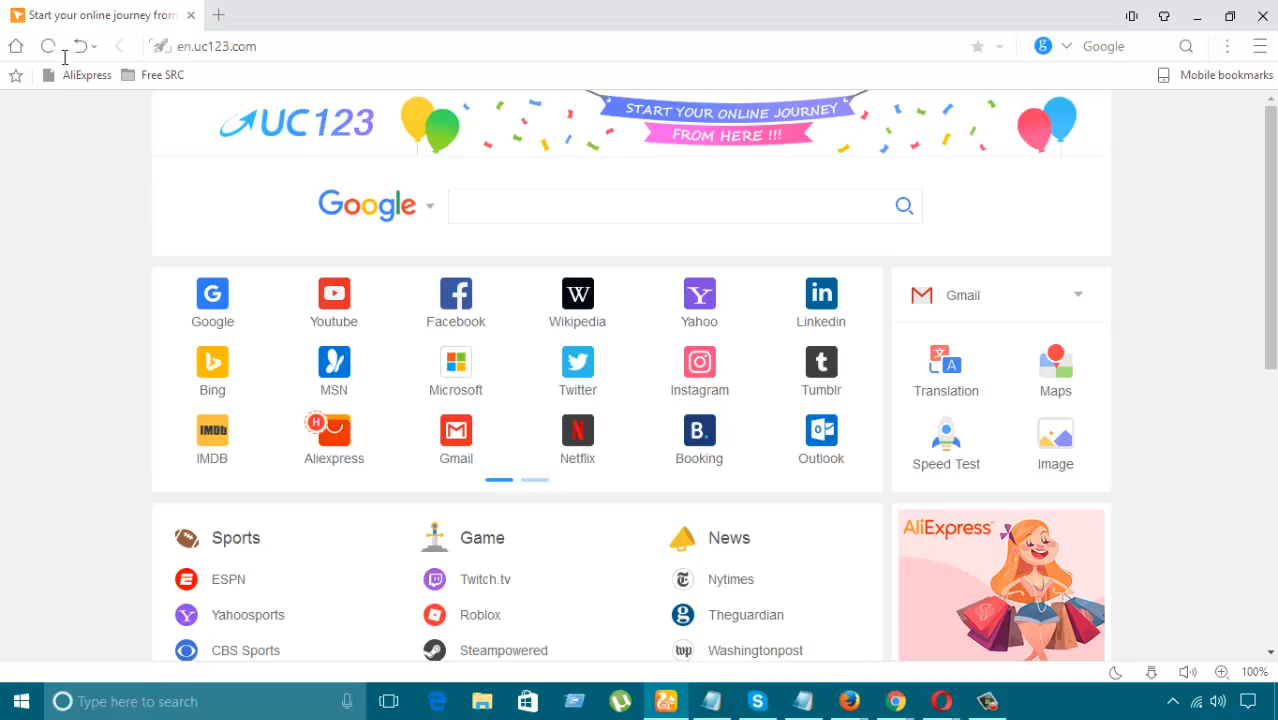 Start your online journey from
en.uc123.com
Google
AliExpress
Free SRC
Mobile bookmarks
UC123
START YOUR ONLINE JOURNEY
FROM HERE !!!
Google
G
W
Y
in
Google
Youtube
Facebook
Wikipedia
Yahoo
Linkedin
Gmail
Bing
MSN
Microsoft
Twitter
Instagram
Tumblr
Translation
Maps
IMDb
H
N
B.
IMDB
Aliexpress
Gmail
Netflix
Booking
Outlook
Speed Test
Image
Sports
Game
News
AliExpress
ESPN
Twitch.tv
Nytimes
Yahoosports
Roblox
Theguardian
CBS Sports
Steampowered
wp
Washingtonpost
100%
Type here to search